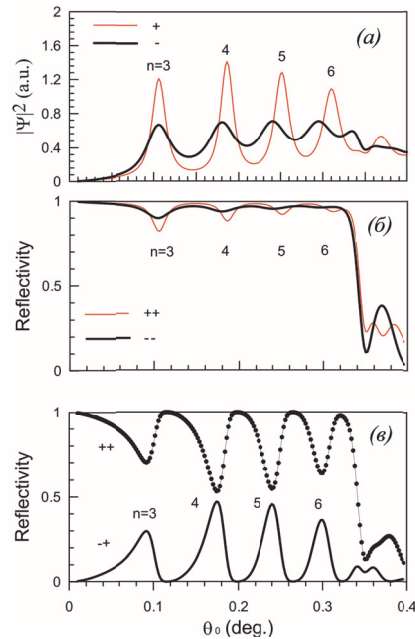 2
1.6
1.2
0.8
0.4
0
|Ψ|² (a.u.)
+
-
(а)
n=3
4
5
6
1
0.5
0
Reflectivity
(б)
n=3
4
5
6
++
--
1
0.5
0
Reflectivity
(в)
++
n=3
4
5
6
-+
0 0.1 0.2 0.3 0.4
θ₀ (deg.)